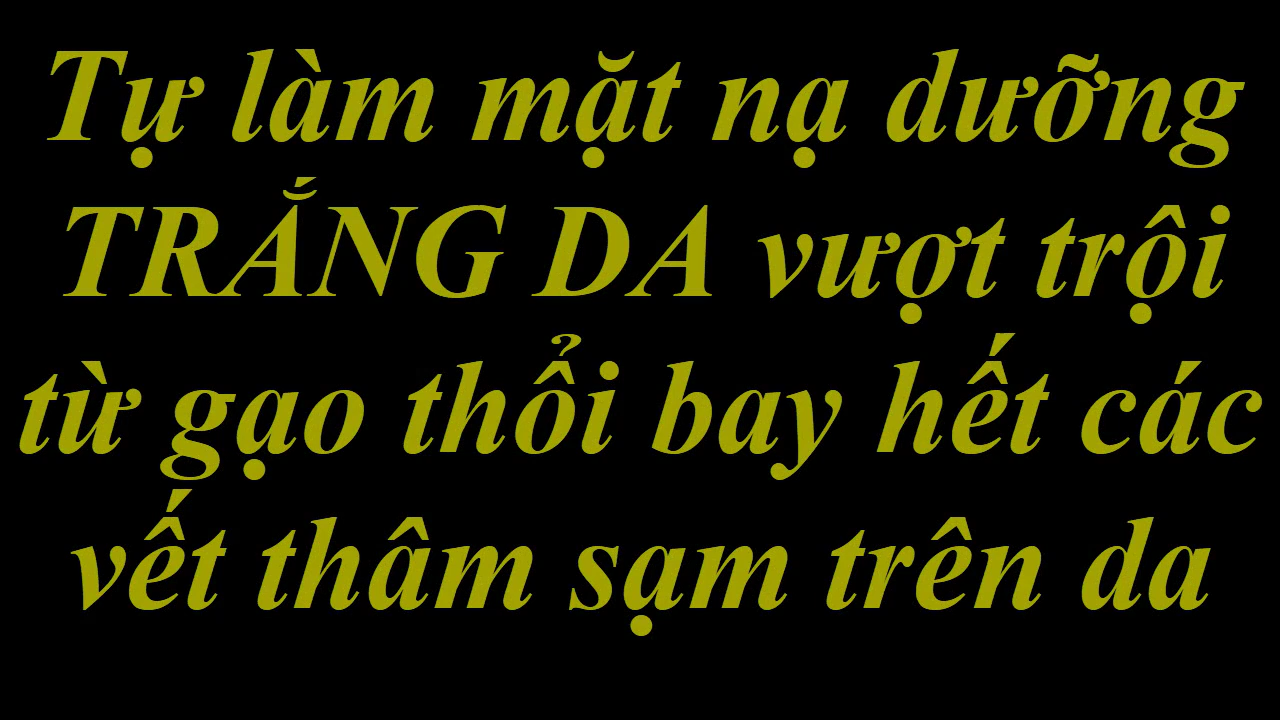 Tự làm mặt nạ dưỡng
TRẮNG DA vượt trội
từ gạo thổi bay hết các
vết thâm sạm trên da